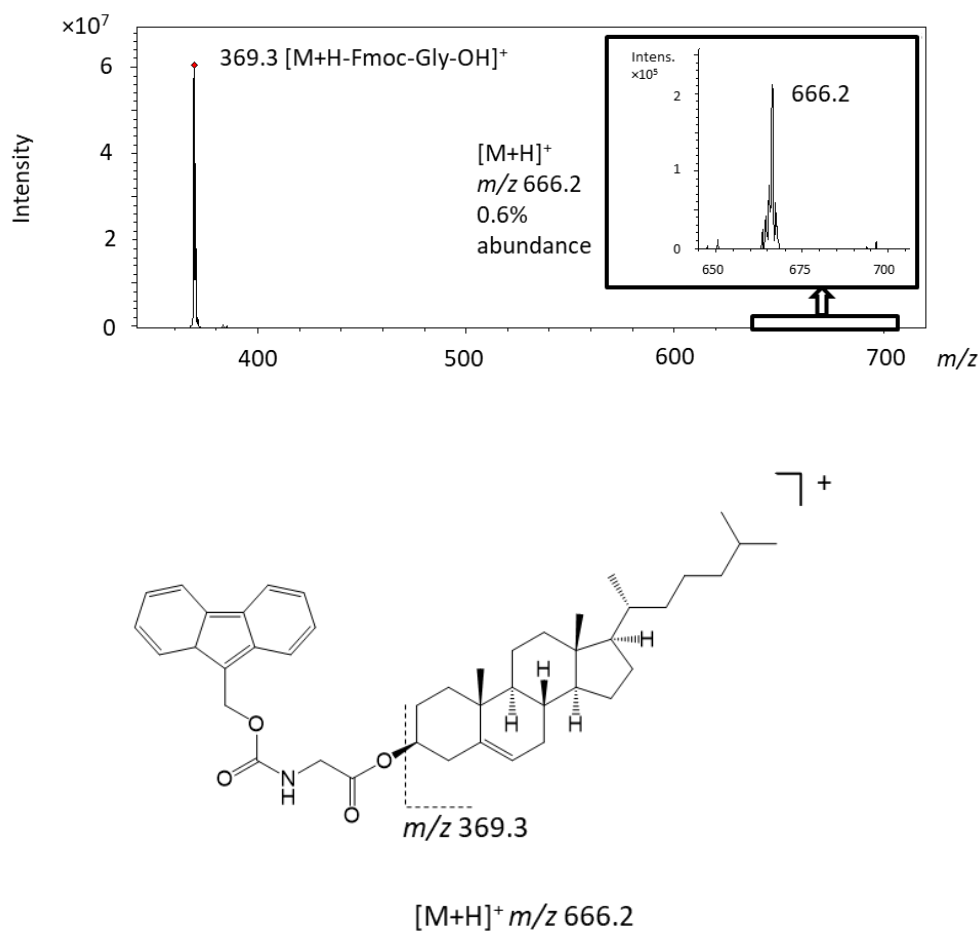 ×10⁷
6
4
2
0
Intensity
369.3 [M+H-Fmoc-Gly-OH]⁺
[M+H]⁺
m/z 666.2
0.6%
abundance
Intens.
×10⁵
2
1
0
666.2
650 675 700
400 500 600 700 m/z
+
H
H
H
H
O
O
N
H
O
O
m/z 369.3
[M+H]⁺ m/z 666.2